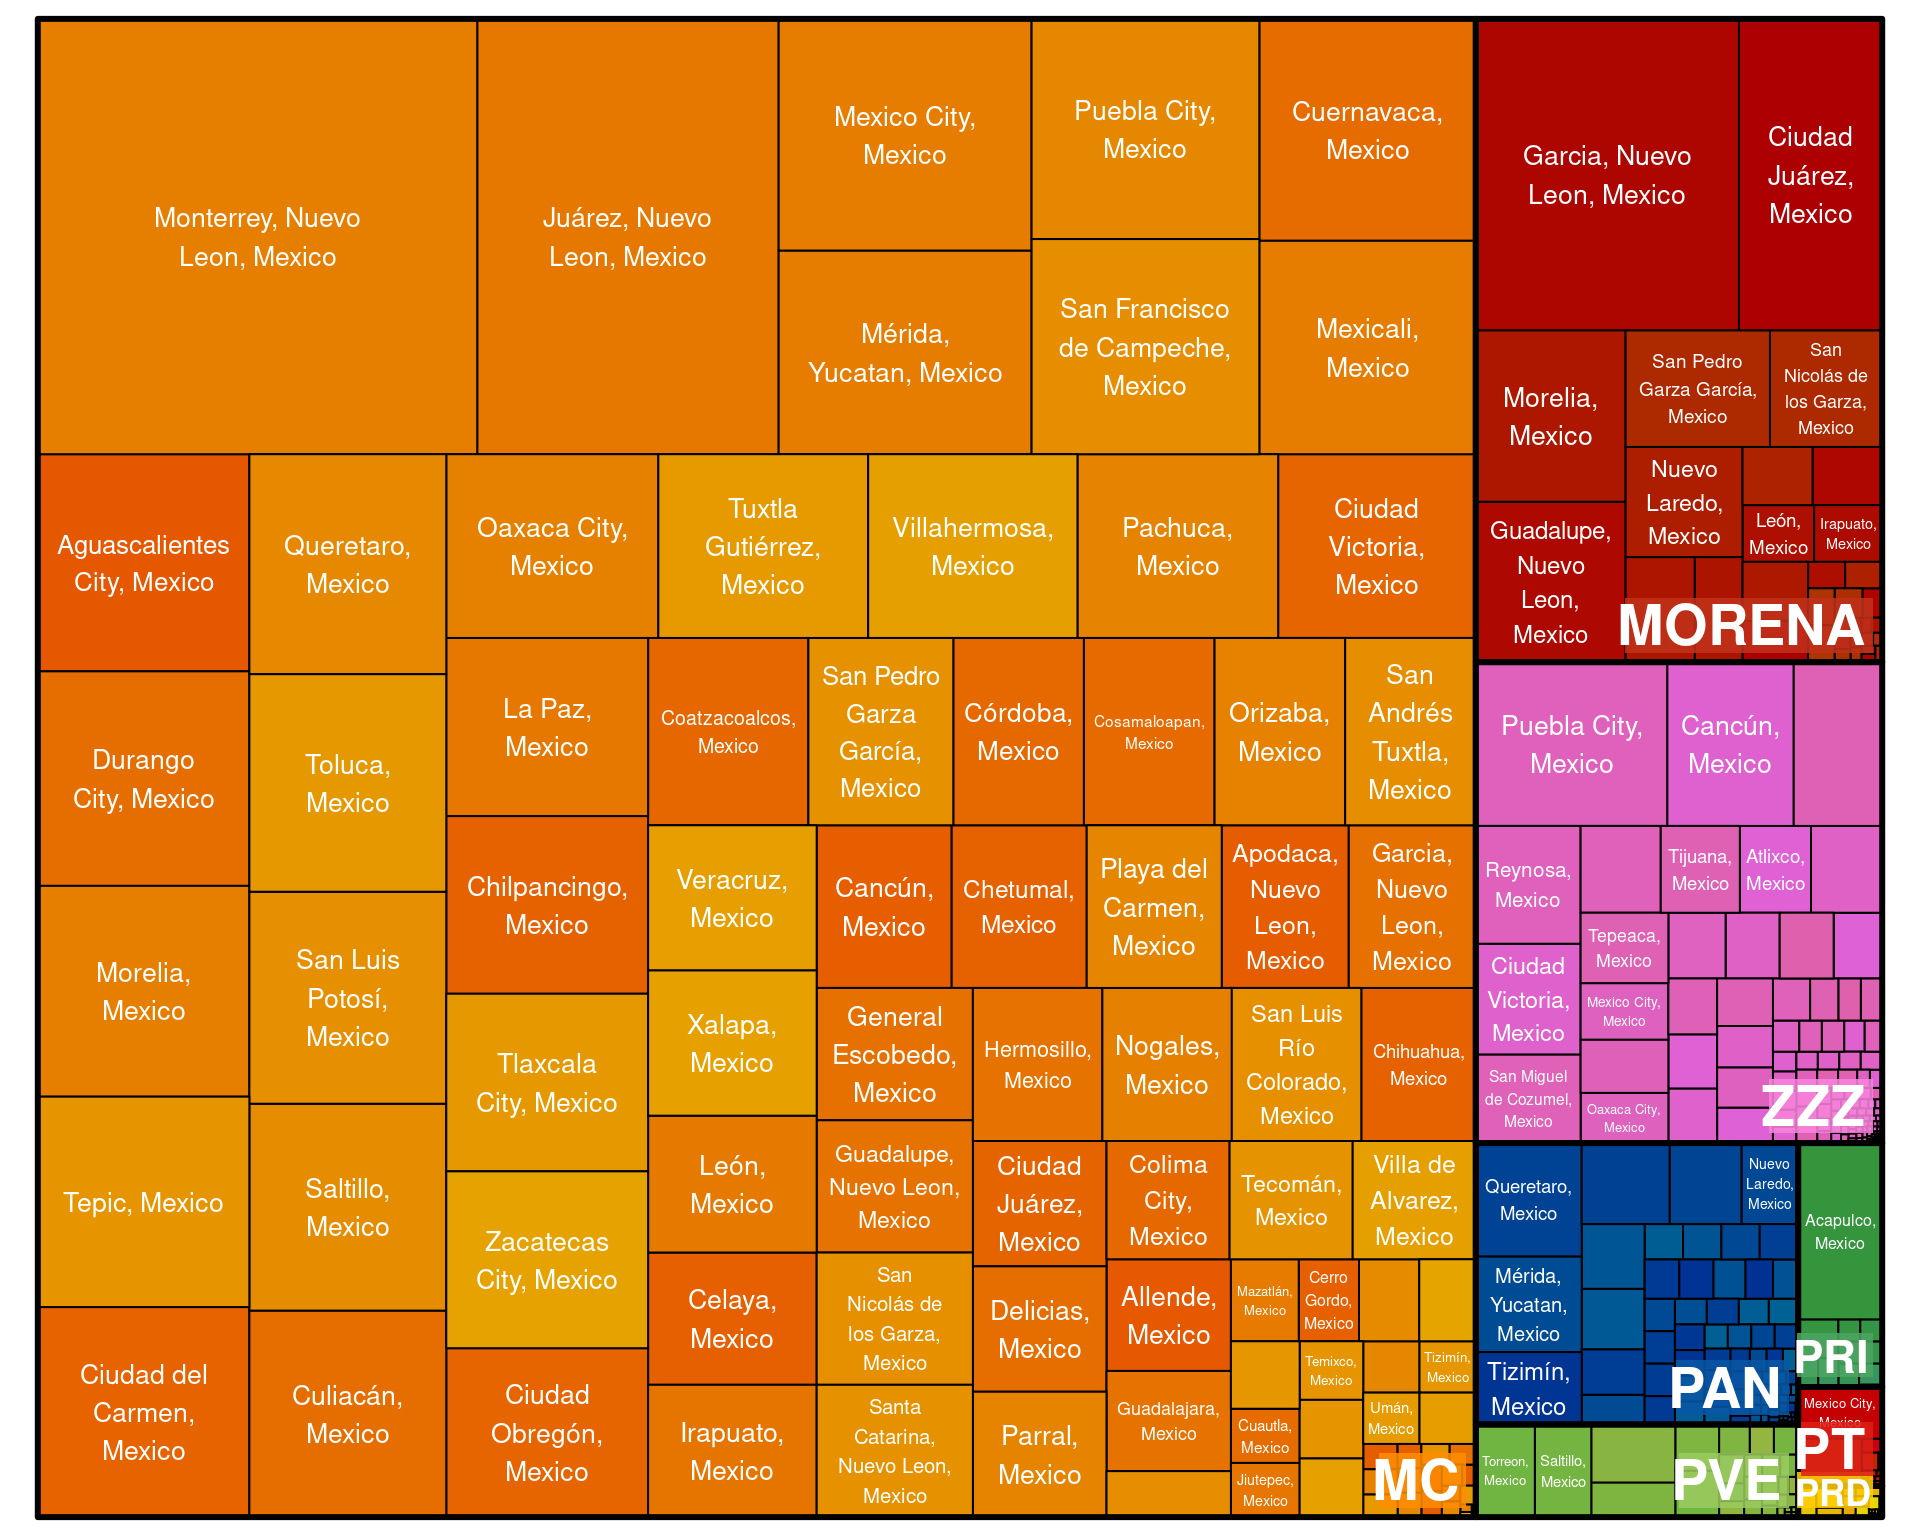 Monterrey, Nuevo
Leon, Mexico
Juárez, Nuevo
Leon, Mexico
Mexico City,
Mexico
Mérida,
Yucatan, Mexico
Puebla City,
Mexico
San Francisco
de Campeche,
Mexico
Cuernavaca,
Mexico
Mexicali,
Mexico
Aguascalientes
City, Mexico
Durango
City, Mexico
Morelia,
Mexico
Tepic, Mexico
Ciudad del
Carmen,
Mexico
Queretaro,
Mexico
Toluca,
Mexico
San Luis
Potosí,
Mexico
Saltillo,
Mexico
Culiacán,
Mexico
Oaxaca City,
Mexico
Tuxtla
Gutiérrez,
Mexico
Villahermosa,
Mexico
Pachuca,
Mexico
Ciudad
Victoria,
Mexico
La Paz,
Mexico
Chilpancingo,
Mexico
Tlaxcala
City, Mexico
Zacatecas
City, Mexico
Ciudad
Obregón,
Mexico
Coatzacoalcos,
Mexico
San Pedro
Garza
García,
Mexico
Córdoba,
Mexico
Cosamaloapan,
Mexico
Orizaba,
Mexico
San
Andrés
Tuxtla,
Mexico
Veracruz,
Mexico
Xalapa,
Mexico
León,
Mexico
Celaya,
Mexico
Irapuato,
Mexico
Cancún,
Mexico
Chetumal,
Mexico
Playa del
Carmen,
Mexico
Apodaca,
Nuevo
Leon,
Mexico
Garcia,
Nuevo
Leon,
Mexico
General
Escobedo,
Mexico
Guadalupe,
Nuevo Leon,
Mexico
San
Nicolás de
los Garza,
Mexico
Santa
Catarina,
Nuevo Leon,
Mexico
Hermosillo,
Mexico
Nogales,
Mexico
San Luis
Río
Colorado,
Mexico
Chihuahua,
Mexico
Ciudad
Juárez,
Mexico
Delicias,
Mexico
Parral,
Mexico
Colima
City,
Mexico
Tecomán,
Mexico
Villa de
Alvarez,
Mexico
Allende,
Mexico
Guadalajara,
Mexico
Mazatlán,
Mexico
Cerro
Gordo,
Mexico
Temixco,
Mexico
Tizimín,
Mexico
Cuautla,
Mexico
Umán,
Mexico
Jiutepec,
Mexico
MC
Garcia, Nuevo
Leon, Mexico
Ciudad
Juárez,
Mexico
Morelia,
Mexico
Guadalupe,
Nuevo
Leon,
Mexico
San Pedro
Garza García,
Mexico
San
Nicolás de
los Garza,
Mexico
Nuevo
Laredo,
Mexico
León,
Mexico
Irapuato,
Mexico
MORENA
Puebla City,
Mexico
Cancún,
Mexico
Reynosa,
Mexico
Ciudad
Victoria,
Mexico
San Miguel
de Cozumel,
Mexico
Tijuana,
Mexico
Atlixco,
Mexico
Tepeaca,
Mexico
Mexico City,
Mexico
Oaxaca City,
Mexico
ZZZ
Queretaro,
Mexico
Mérida,
Yucatan,
Mexico
Tizimín,
Mexico
Nuevo
Laredo,
Mexico
PAN
Acapulco,
Mexico
PRI
Torreon,
Mexico
Saltillo,
Mexico
PVE
Mexico City,
Mexico
PT
PRD